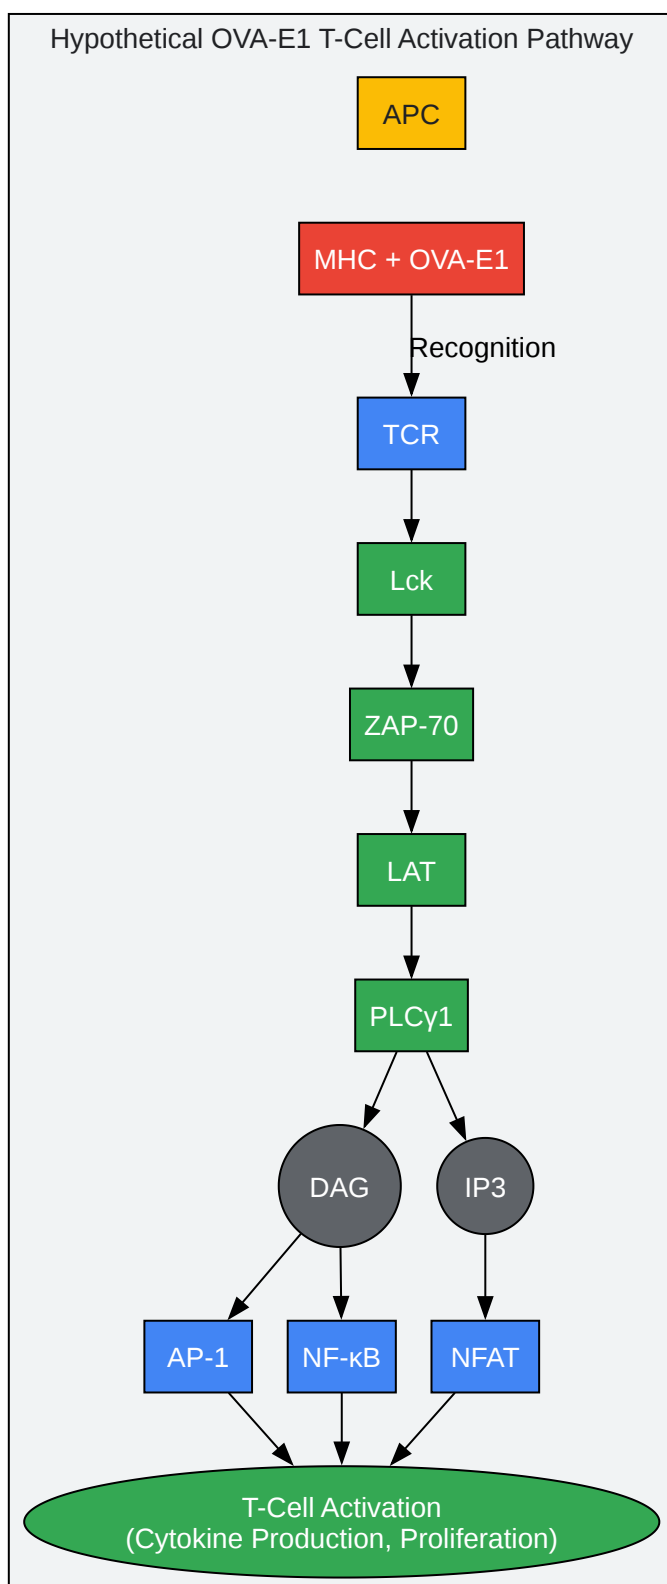 Hypothetical OVA-E1 T-Cell Activation Pathway
APC
MHC + OVA-E1
Recognition
TCR
Lck
ZAP-70
LAT
PLCγ1
DAG
IP3
AP-1
NF-κB
NFAT
T-Cell Activation
(Cytokine Production, Proliferation)